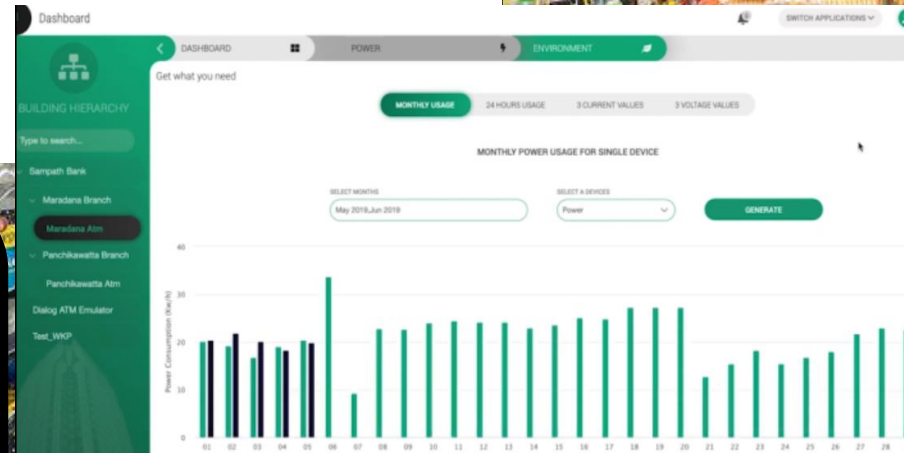 Dashboard
SWITCH APPLICATIONS
DASHBOARD
POWER
ENVIRONMENT
Get what you need
BUILDING HIERARCHY
Type to search...
Sampath Bank
Maradana Branch
Maradana Atm
Panchikawatta Branch
Panchikawatta Atm
Dialog ATM Emulator
Test_WKP
MONTHLY USAGE
24 HOURS USAGE
3 CURRENT VALUES
3 VOLTAGE VALUES
MONTHLY POWER USAGE FOR SINGLE DEVICE
SELECT MONTHS
May 2019,Jun 2019
SELECT A DEVICES
Power
GENERATE
Power Consumption (Kw/h)
40
30
20
10
0
01 02 03 04 05 06 07 08 09 10 11 12 13 14 15 16 17 18 19 20 21 22 23 24 25 26 27 28